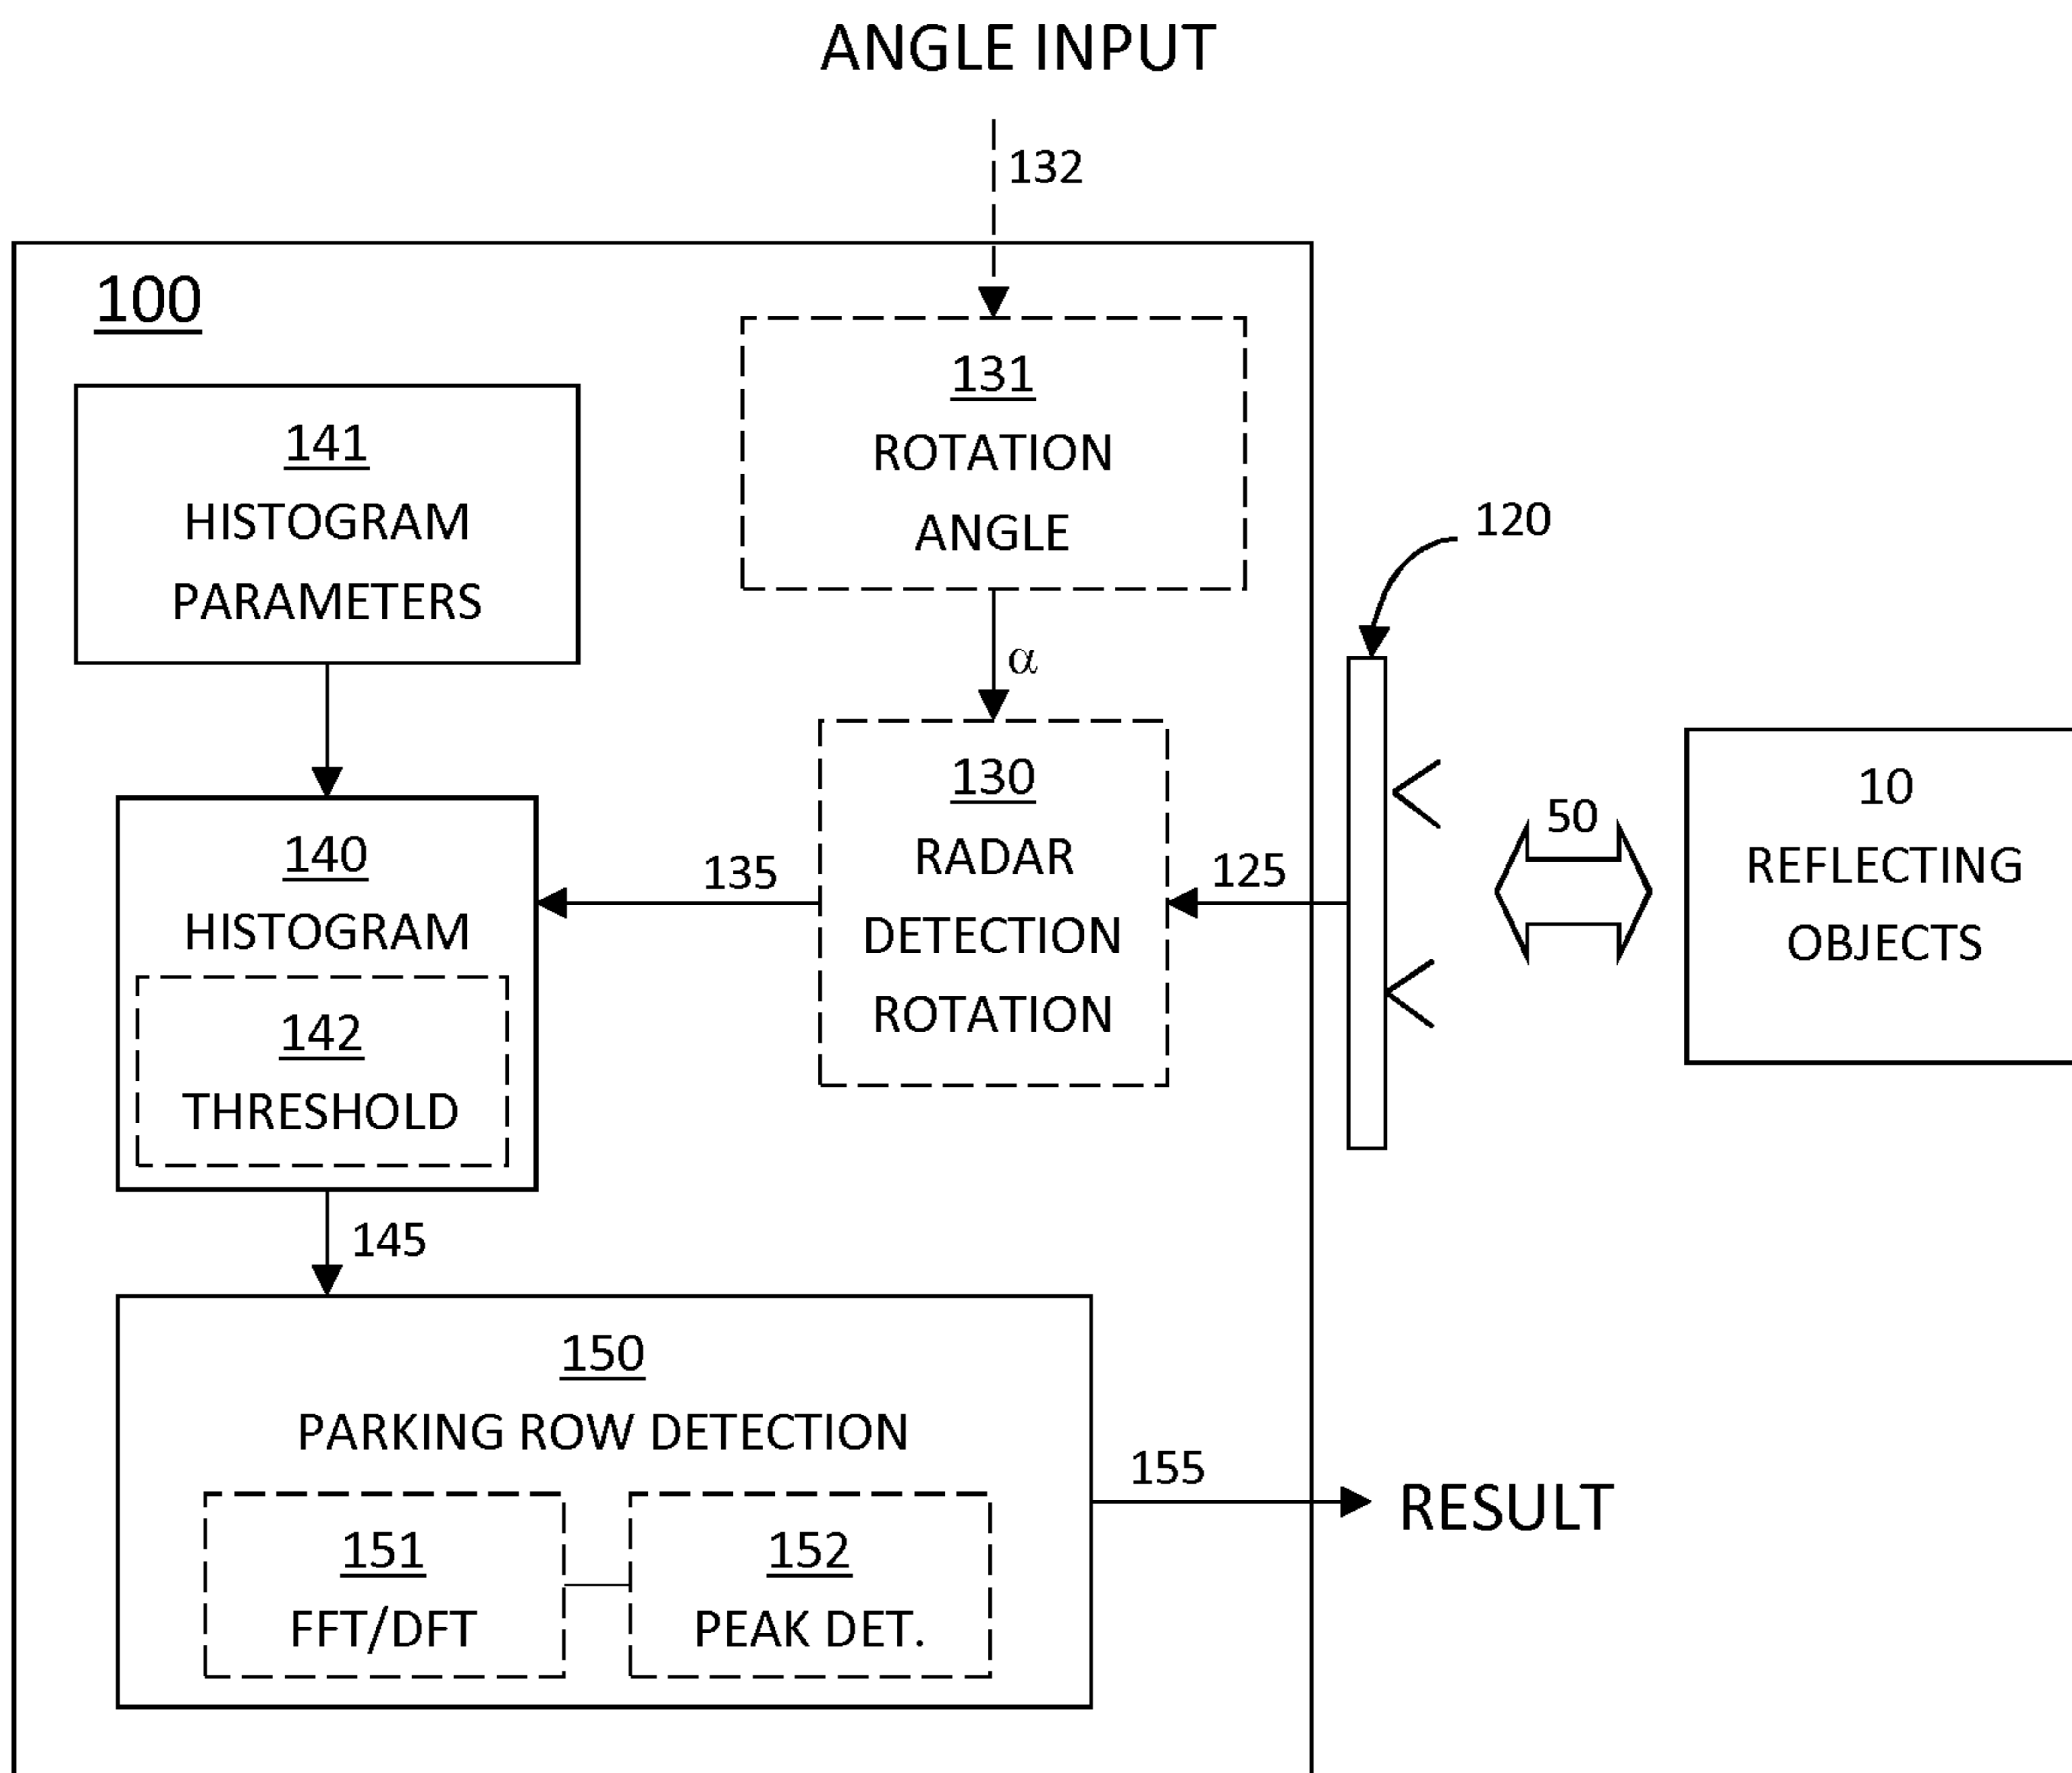 ANGLE INPUT
132
100
131
ROTATION
ANGLE
141
HISTOGRAM
PARAMETERS
120
α
130
RADAR
DETECTION
ROTATION
10
REFLECTING
OBJECTS
50
125
135
140
HISTOGRAM
142
THRESHOLD
145
150
PARKING ROW DETECTION
155
RESULT
151
FFT/DFT
152
PEAK DET.